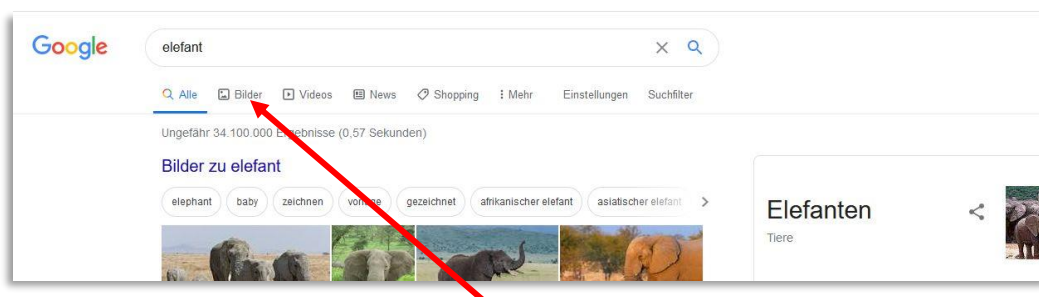 Google
elefant
Alle Bilder Videos News Shopping Mehr Einstellungen Suchfilter
Ungefähr 34.100.000 Ergebnisse (0,57 Sekunden)
Bilder zu elefant
elephant baby zeichnen vorlage gezeichnet afrikanischer elefant asiatischer elefant
Elefanten
Tiere